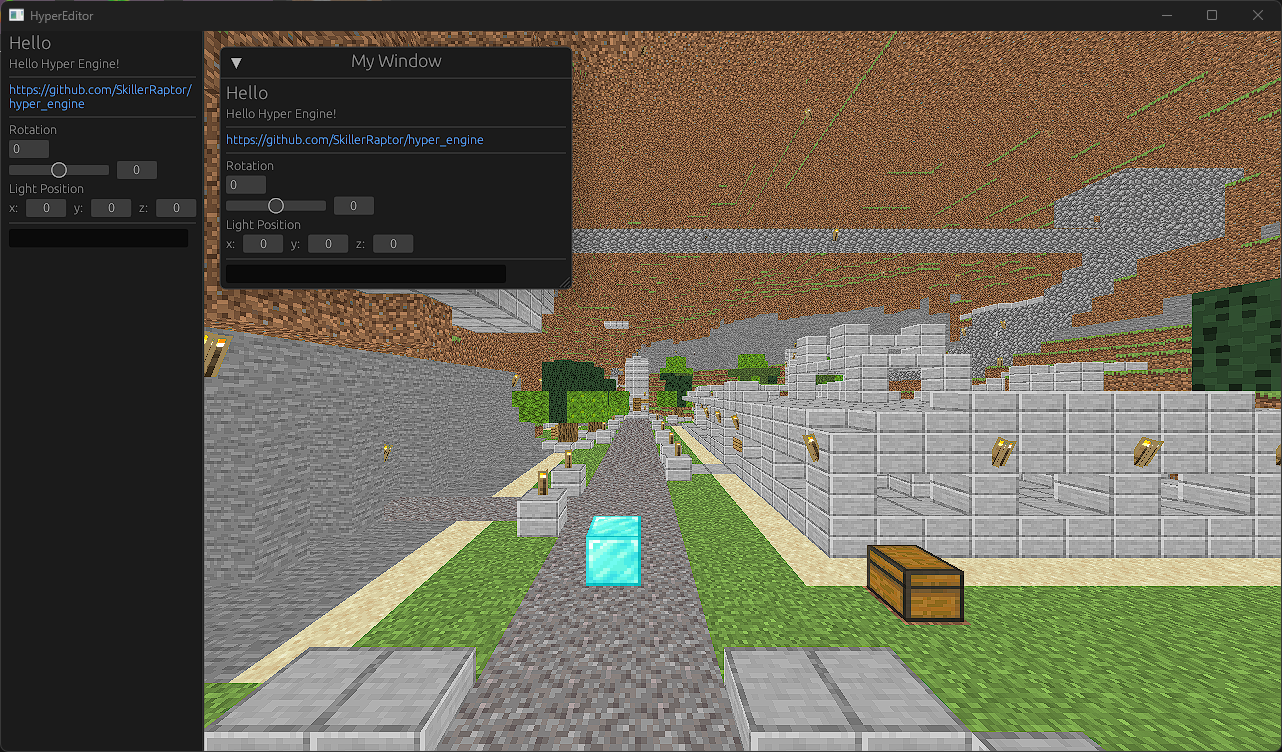 HyperEditor
Hello
Hello Hyper Engine!
https://github.com/SkillerRaptor/
hyper_engine
Rotation
0
0
Light Position
x: 0 y: 0 z: 0
My Window
Hello
Hello Hyper Engine!
https://github.com/SkillerRaptor/hyper_engine
Rotation
0
0
Light Position
x: 0 y: 0 z: 0